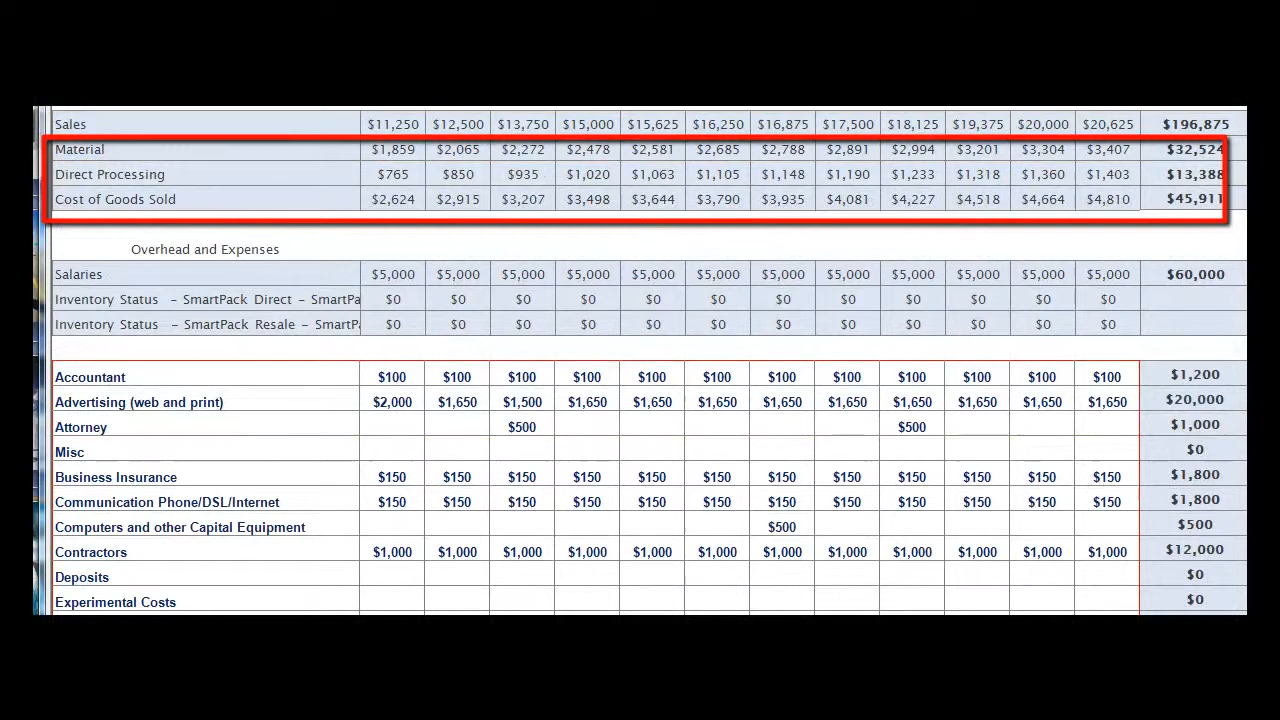 Sales $11,250 $12,500 $13,750 $15,000 $15,625 $16,250 $16,875 $17,500 $18,125 $19,375 $20,000 $20,625 $196,875
Material $1,859 $2,065 $2,272 $2,478 $2,581 $2,685 $2,788 $2,891 $2,994 $3,201 $3,304 $3,407 $32,524
Direct Processing $765 $850 $935 $1,020 $1,063 $1,105 $1,148 $1,190 $1,233 $1,318 $1,360 $1,403 $13,388
Cost of Goods Sold $2,624 $2,915 $3,207 $3,498 $3,644 $3,790 $3,935 $4,081 $4,227 $4,518 $4,664 $4,810 $45,911
Overhead and Expenses
Salaries $5,000 $5,000 $5,000 $5,000 $5,000 $5,000 $5,000 $5,000 $5,000 $5,000 $5,000 $5,000 $60,000
Inventory Status - SmartPack Direct - SmartPa $0 $0 $0 $0 $0 $0 $0 $0 $0 $0 $0 $0
Inventory Status - SmartPack Resale - SmartPa $0 $0 $0 $0 $0 $0 $0 $0 $0 $0 $0 $0
Accountant $100 $100 $100 $100 $100 $100 $100 $100 $100 $100 $100 $100 $1,200
Advertising (web and print) $2,000 $1,650 $1,500 $1,650 $1,650 $1,650 $1,650 $1,650 $1,650 $1,650 $1,650 $1,650 $20,000
Attorney $500 $500 $1,000
Misc $0
Business Insurance $150 $150 $150 $150 $150 $150 $150 $150 $150 $150 $150 $150 $1,800
Communication Phone/DSL/Internet $150 $150 $150 $150 $150 $150 $150 $150 $150 $150 $150 $150 $1,800
Computers and other Capital Equipment $500 $500
Contractors $1,000 $1,000 $1,000 $1,000 $1,000 $1,000 $1,000 $1,000 $1,000 $1,000 $1,000 $1,000 $12,000
Deposits $0
Experimental Costs $0